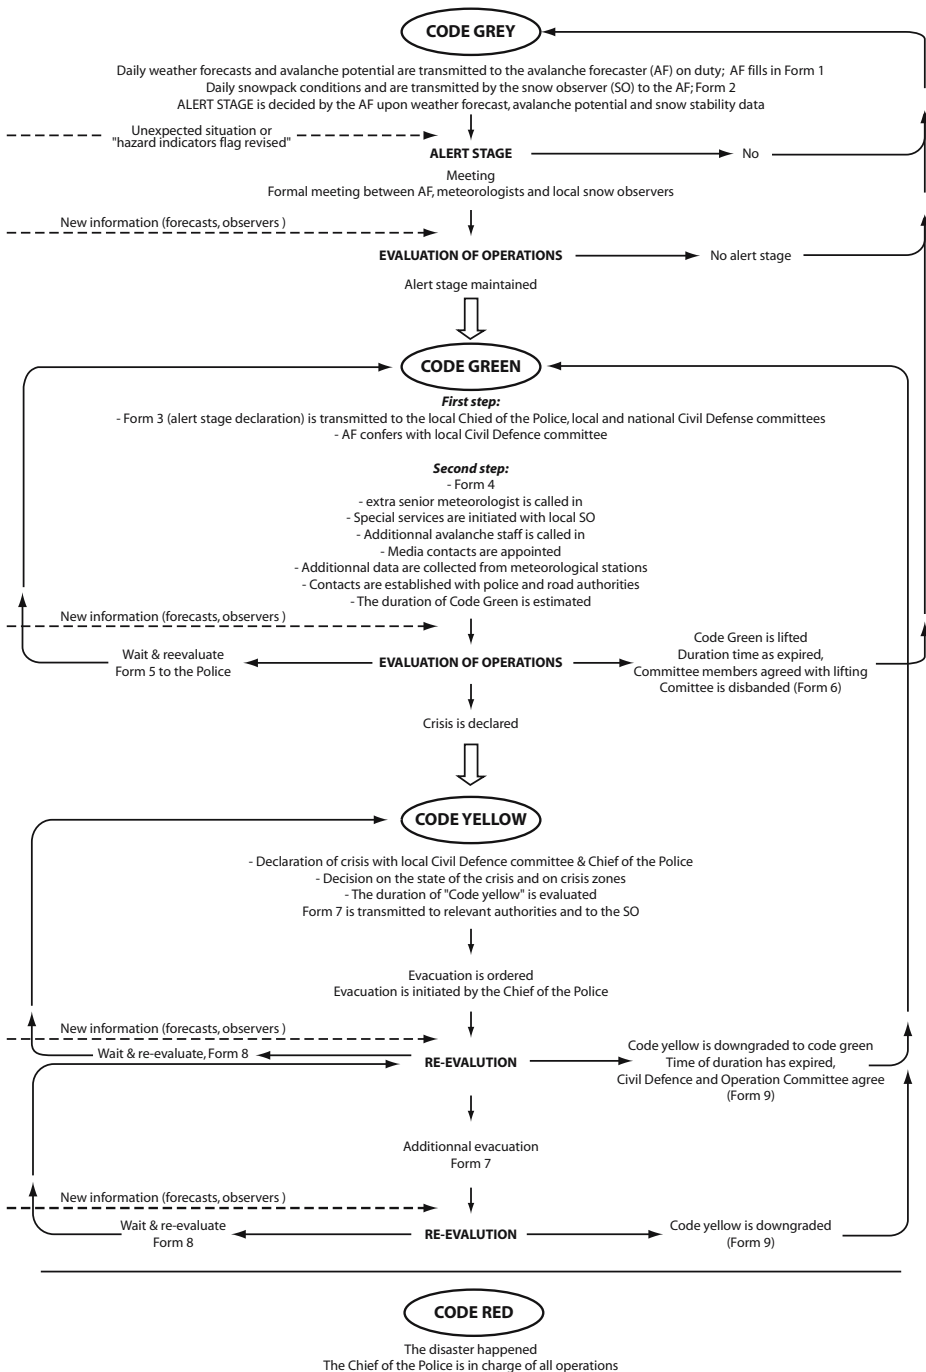 CODE GREY
Daily weather forecasts and avalanche potential are transmitted to the avalanche forecaster (AF) on duty; AF fills in Form 1
Daily snowpack conditions and are transmitted by the snow observer (SO) to the AF; Form 2
ALERT STAGE is decided by the AF upon weather forecast, avalanche potential and snow stability data
Unexpected situation or
"hazard indicators flag revised"
ALERT STAGE
No
Meeting
Formal meeting between AF, meteorologists and local snow observers
New information (forecasts, observers )
EVALUATION OF OPERATIONS
No alert stage
Alert stage maintained
CODE GREEN
First step:
- Form 3 (alert stage declaration) is transmitted to the local Chied of the Police, local and national Civil Defense committees
- AF confers with local Civil Defence committee
Second step:
- Form 4
- extra senior meteorologist is called in
- Special services are initiated with local SO
- Additionnal avalanche staff is called in
- Media contacts are appointed
- Additionnal data are collected from meteorological stations
- Contacts are established with police and road authorities
- The duration of Code Green is estimated
New information (forecasts, observers )
Wait & reevaluate
Form 5 to the Police
EVALUATION OF OPERATIONS
Code Green is lifted
Duration time as expired,
Committee members agreed with lifting
Comittee is disbanded (Form 6)
Crisis is declared
CODE YELLOW
- Declaration of crisis with local Civil Defence committee & Chief of the Police
- Decision on the state of the crisis and on crisis zones
- The duration of "Code yellow" is evaluated
Form 7 is transmitted to relevant authorities and to the SO
Evacuation is ordered
Evacuation is initiated by the Chief of the Police
New information (forecasts, observers )
Wait & re-evaluate, Form 8
RE-EVALUTION
Code yellow is downgraded to code green
Time of duration has expired,
Civil Defence and Operation Committee agree
(Form 9)
Additionnal evacuation
Form 7
New information (forecasts, observers )
Wait & re-evaluate
Form 8
RE-EVALUTION
Code yellow is downgraded
(Form 9)
CODE RED
The disaster happened
The Chief of the Police is in charge of all operations